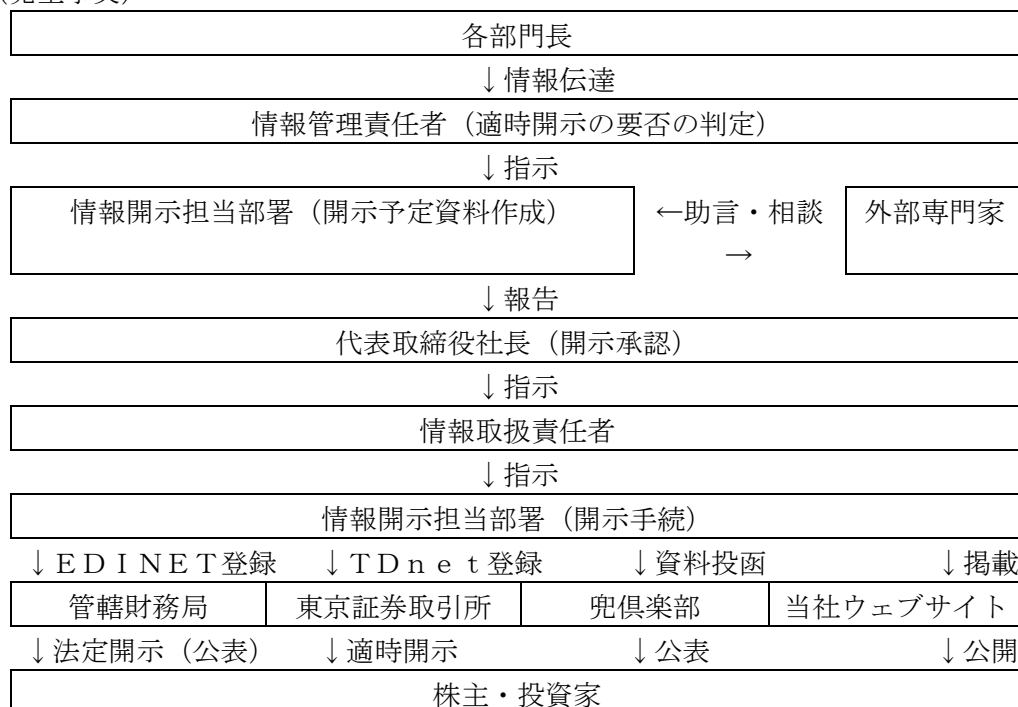 (発生事実)
各部門長
↓情報伝達
情報管理責任者（適時開示の要否の判定）
↓指示
情報開示担当部署（開示予定資料作成） ←助言・相談 外部専門家
→
↓報告
代表取締役社長（開示承認）
↓指示
情報取扱責任者
↓指示
情報開示担当部署（開示手続）
↓ＥＤＩＮＥＴ登録 ↓ＴＤｎｅｔ登録 ↓資料投函 ↓掲載
管轄財務局 東京証券取引所 兜倶楽部 当社ウェブサイト
↓法定開示（公表） ↓適時開示 ↓公表 ↓公開
株主・投資家